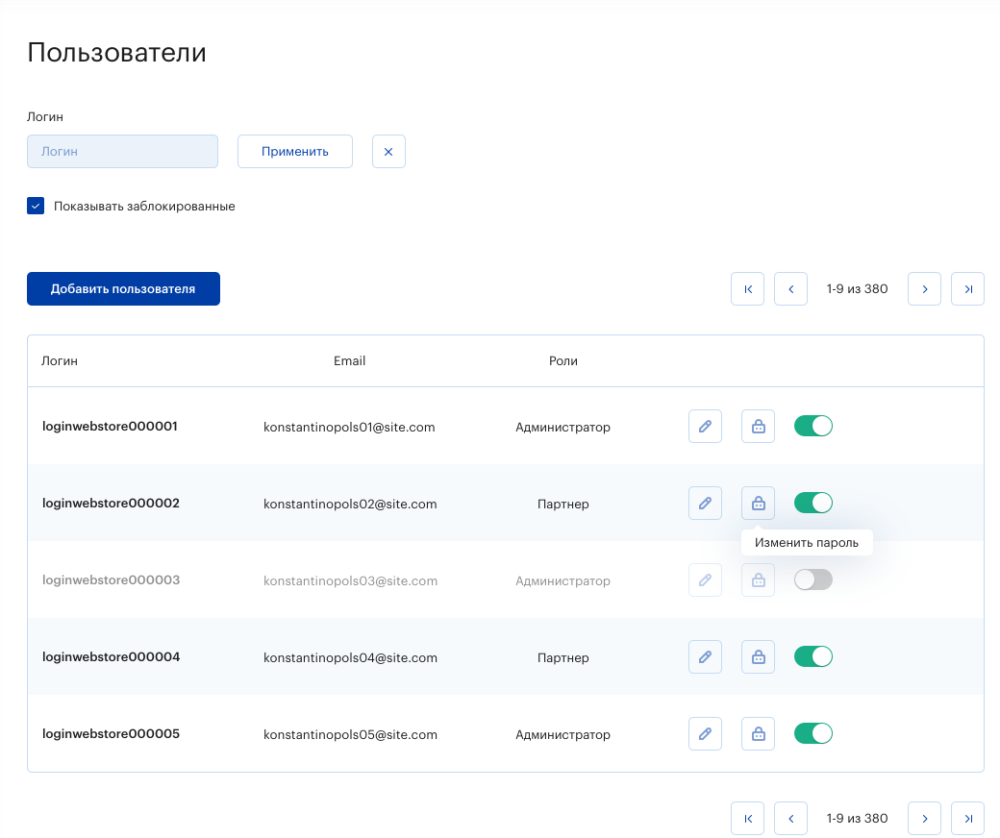 Пользователи
Логин
Логин Применить
Показывать заблокированные
Добавить пользователя 1-9 из 380
Логин Email Роли
loginwebstore000001 konstantinopols01@site.com Администратор
loginwebstore000002 konstantinopols02@site.com Партнер
Изменить пароль
loginwebstore000003 konstantinopols03@site.com Администратор
loginwebstore000004 konstantinopols04@site.com Партнер
loginwebstore000005 konstantinopols05@site.com Администратор
1-9 из 380